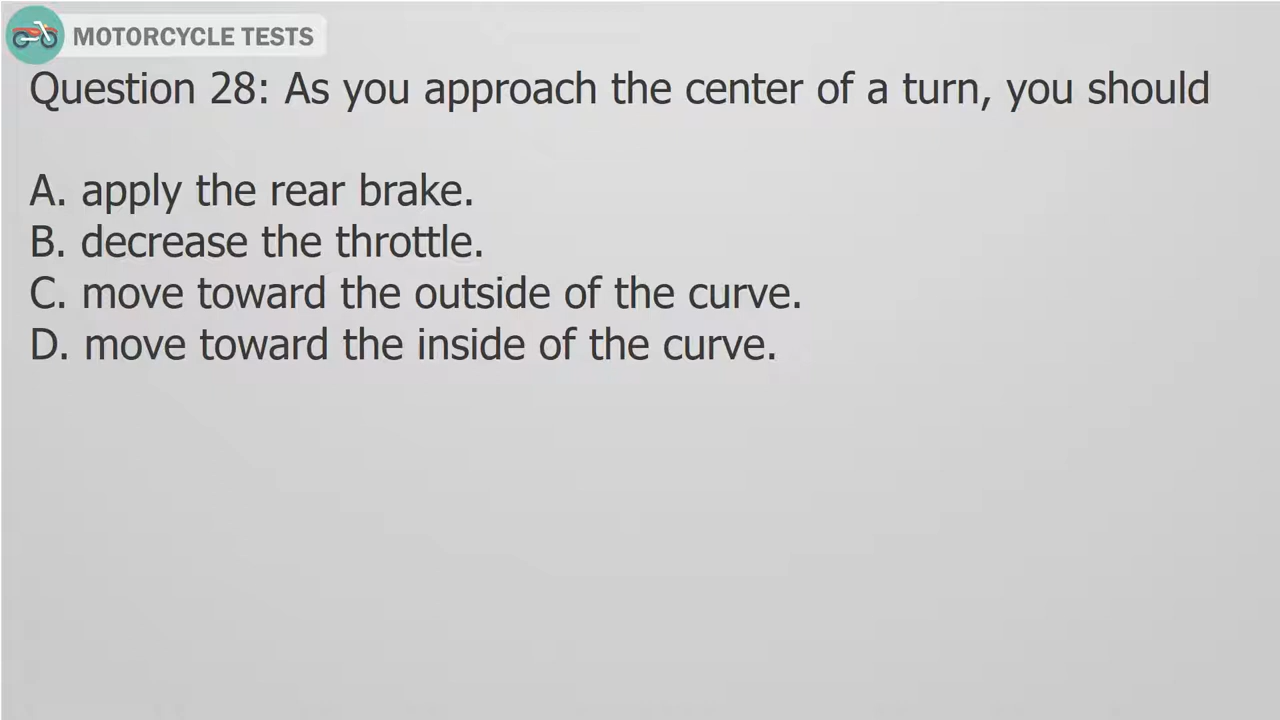 MOTORCYCLE TESTS
Question 28: As you approach the center of a turn, you should
A. apply the rear brake.
B. decrease the throttle.
C. move toward the outside of the curve.
D. move toward the inside of the curve.